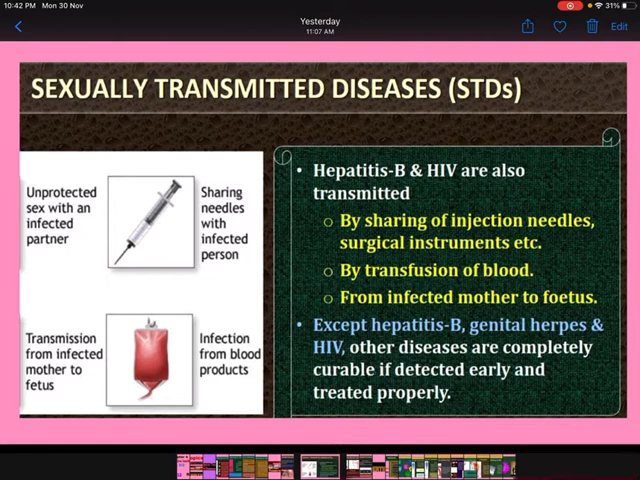 10:42 PM Mon 30 Nov
31%
Yesterday
11:07 AM
Edit
SEXUALLY TRANSMITTED DISEASES (STDs)
Unprotected
sex with an
infected
partner
Sharing
needles
with
infected
person
Transmission
from infected
mother to
fetus
Infection
from blood
products
• Hepatitis-B & HIV are also
transmitted
o By sharing of injection needles,
surgical instruments etc.
o By transfusion of blood.
o From infected mother to foetus.
• Except hepatitis-B, genital herpes &
HIV, other diseases are completely
curable if detected early and
treated properly.